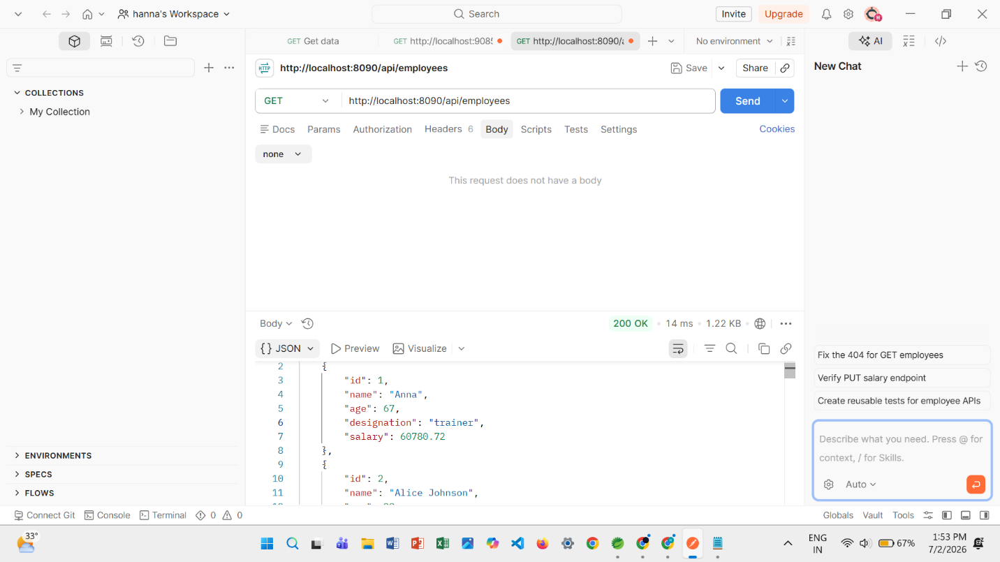 hanna's Workspace
Search
Invite
Upgrade
H
GET Get data
GET http://localhost:908
GET http://localhost:8090/a
No environment
AI
HTTP
http://localhost:8090/api/employees
Save
Share
New Chat
COLLECTIONS
My Collection
GET
http://localhost:8090/api/employees
Send
Docs
Params
Authorization
Headers 6
Body
Scripts
Tests
Settings
Cookies
none
This request does not have a body
Body
200 OK
14 ms
1.22 KB
{} JSON
Preview
Visualize
2 {
3 "id": 1,
4 "name": "Anna",
5 "age": 67,
6 "designation": "trainer",
7 "salary": 60780.72
8 },
9 {
10 "id": 2,
11 "name": "Alice Johnson",
Fix the 404 for GET employees
Verify PUT salary endpoint
Create reusable tests for employee APIs
Describe what you need. Press @ for
context, / for Skills.
Auto
ENVIRONMENTS
SPECS
FLOWS
Connect Git
Console
Terminal
0
0
Globals
Vault
Tools
33°
ENG
IN
67%
1:53 PM
7/2/2026